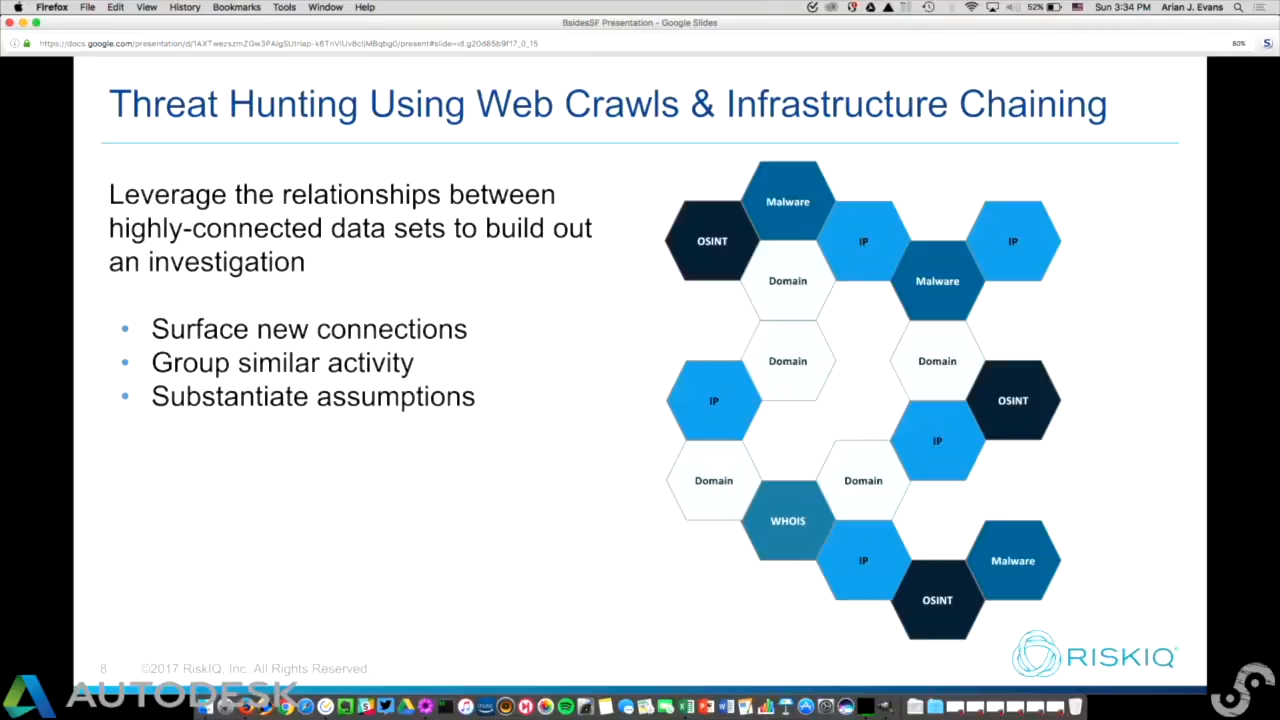 Firefox File Edit View History Bookmarks Tools Window Help 52% Sun 3:34 PM Arian J. Evans
BsidesSF Presentation - Google Slides
80%
Threat Hunting Using Web Crawls & Infrastructure Chaining
Leverage the relationships between
highly-connected data sets to build out
an investigation
• Surface new connections
• Group similar activity
• Substantiate assumptions
Malware
OSINT
IP
IP
Domain
Malware
Domain
Domain
IP
OSINT
IP
Domain
Domain
WHOIS
IP
Malware
OSINT
RISKIQ
8 ©2017 RiskIQ, Inc. All Rights Reserved
AUTODESK